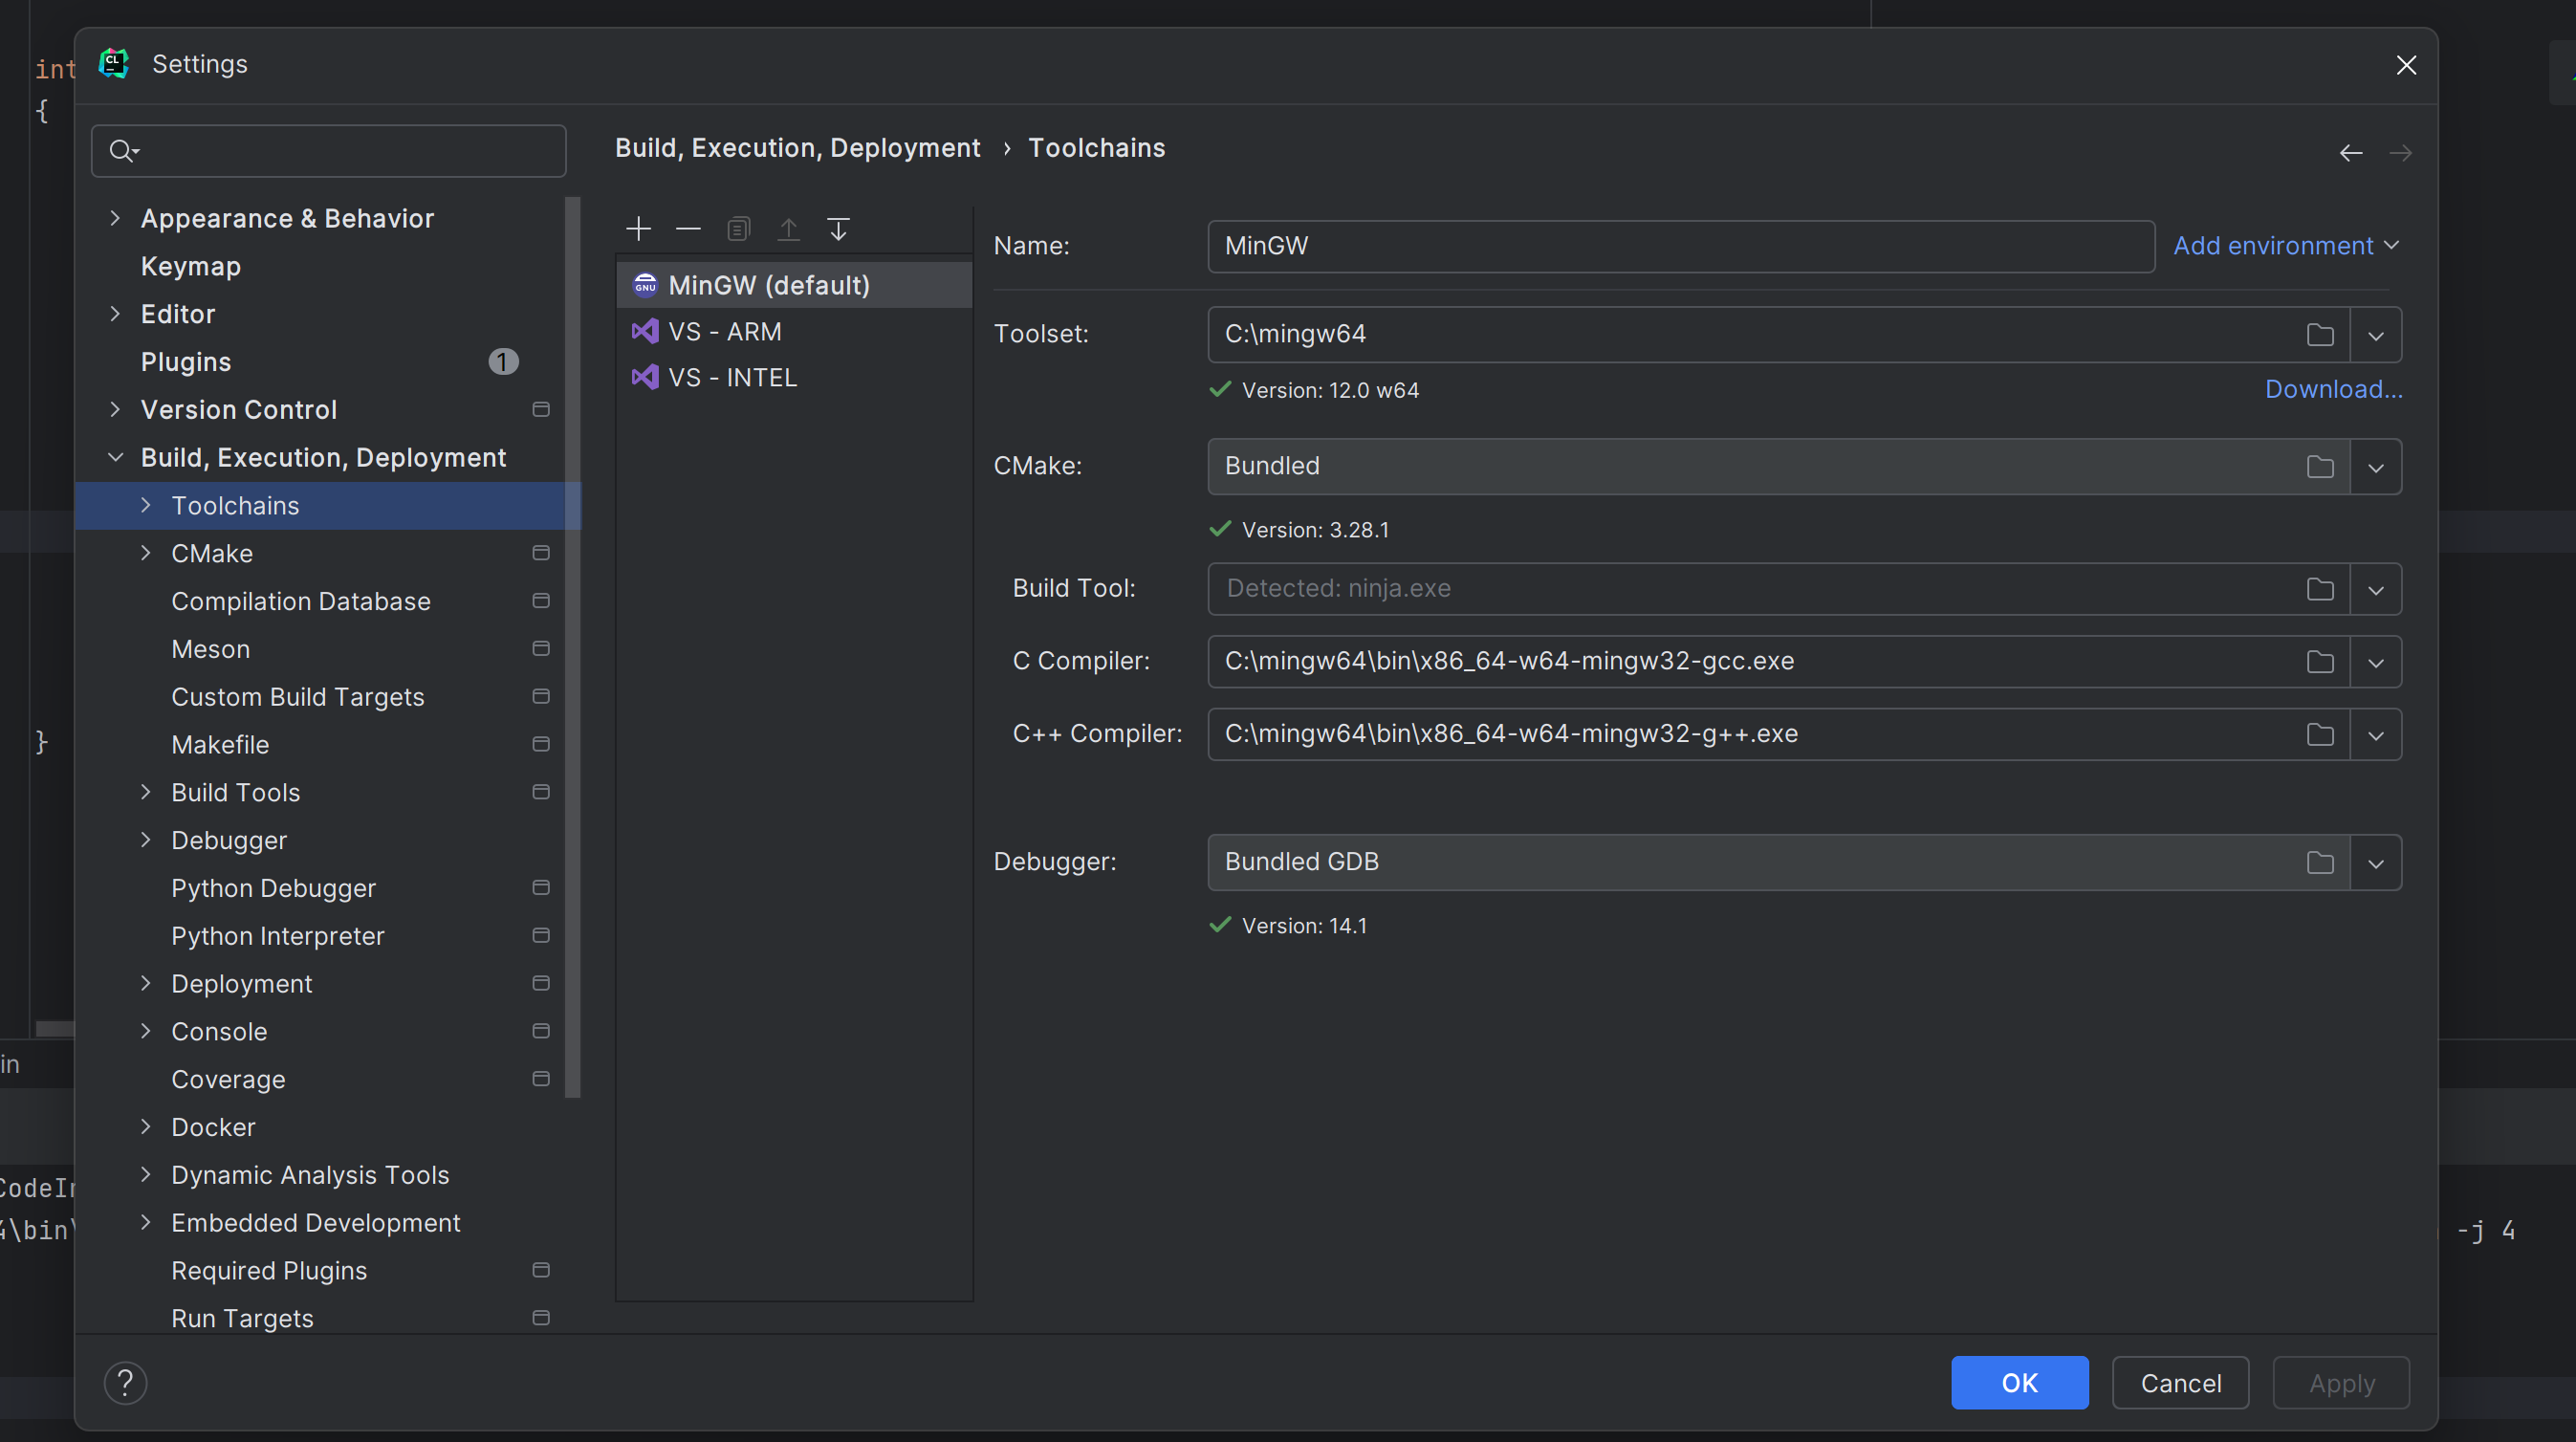 int
{
}
in
CodeIn
4\bin\
-j 4
CL
Settings
Appearance & Behavior
Keymap
Editor
Plugins
1
Version Control
Build, Execution, Deployment
Toolchains
CMake
Compilation Database
Meson
Custom Build Targets
Makefile
Build Tools
Debugger
Python Debugger
Python Interpreter
Deployment
Console
Coverage
Docker
Dynamic Analysis Tools
Embedded Development
Required Plugins
Run Targets
Build, Execution, Deployment › Toolchains
GNU
MinGW (default)
VS - ARM
VS - INTEL
Name:
MinGW
Add environment
Toolset:
C:\mingw64
Version: 12.0 w64
Download...
CMake:
Bundled
Version: 3.28.1
Build Tool:
Detected: ninja.exe
C Compiler:
C:\mingw64\bin\x86_64-w64-mingw32-gcc.exe
C++ Compiler:
C:\mingw64\bin\x86_64-w64-mingw32-g++.exe
Debugger:
Bundled GDB
Version: 14.1
?
OK
Cancel
Apply